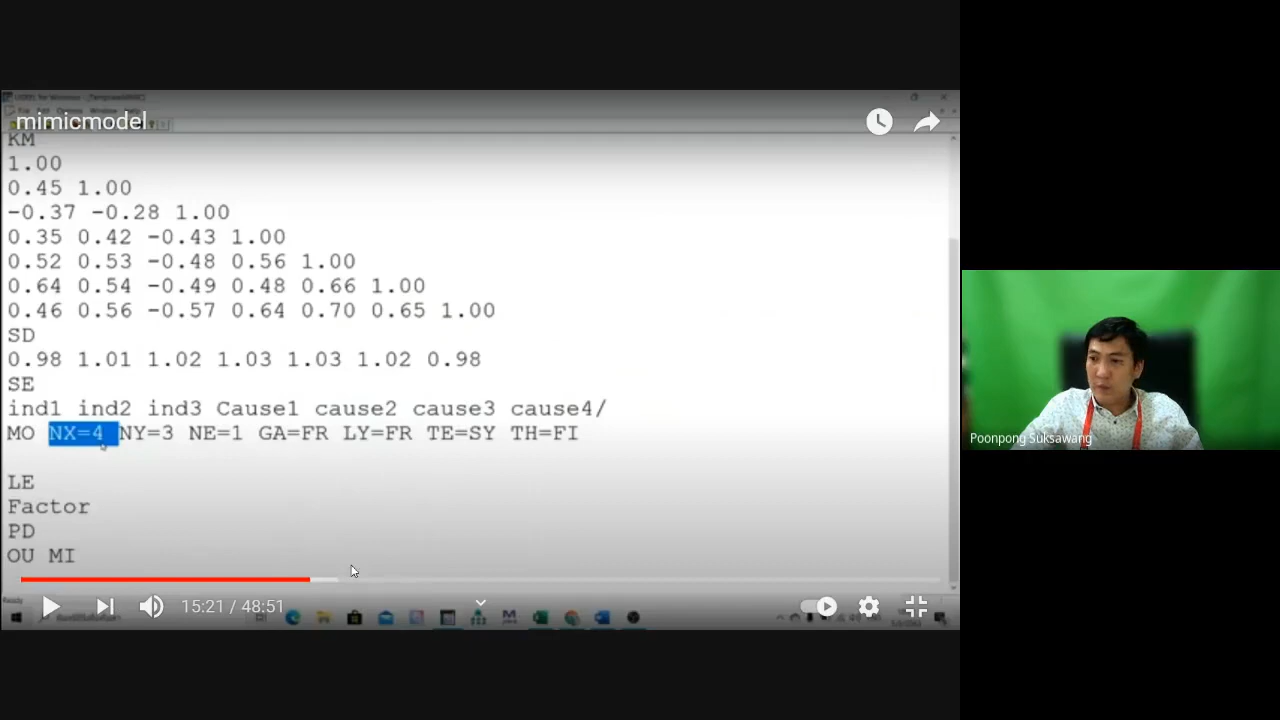 mimicmodel
KM
1.00
0.45 1.00
-0.37 -0.28 1.00
0.35 0.42 -0.43 1.00
0.52 0.53 -0.48 0.56 1.00
0.64 0.54 -0.49 0.48 0.66 1.00
0.46 0.56 -0.57 0.64 0.70 0.65 1.00
SD
0.98 1.01 1.02 1.03 1.03 1.02 0.98
SE
ind1 ind2 ind3 Cause1 cause2 cause3 cause4/
MO NX=4 NY=3 NE=1 GA=FR LY=FR TE=SY TH=FI
LE
Factor
PD
OU MI
15:21 / 48:51
Poonpong Suksawang